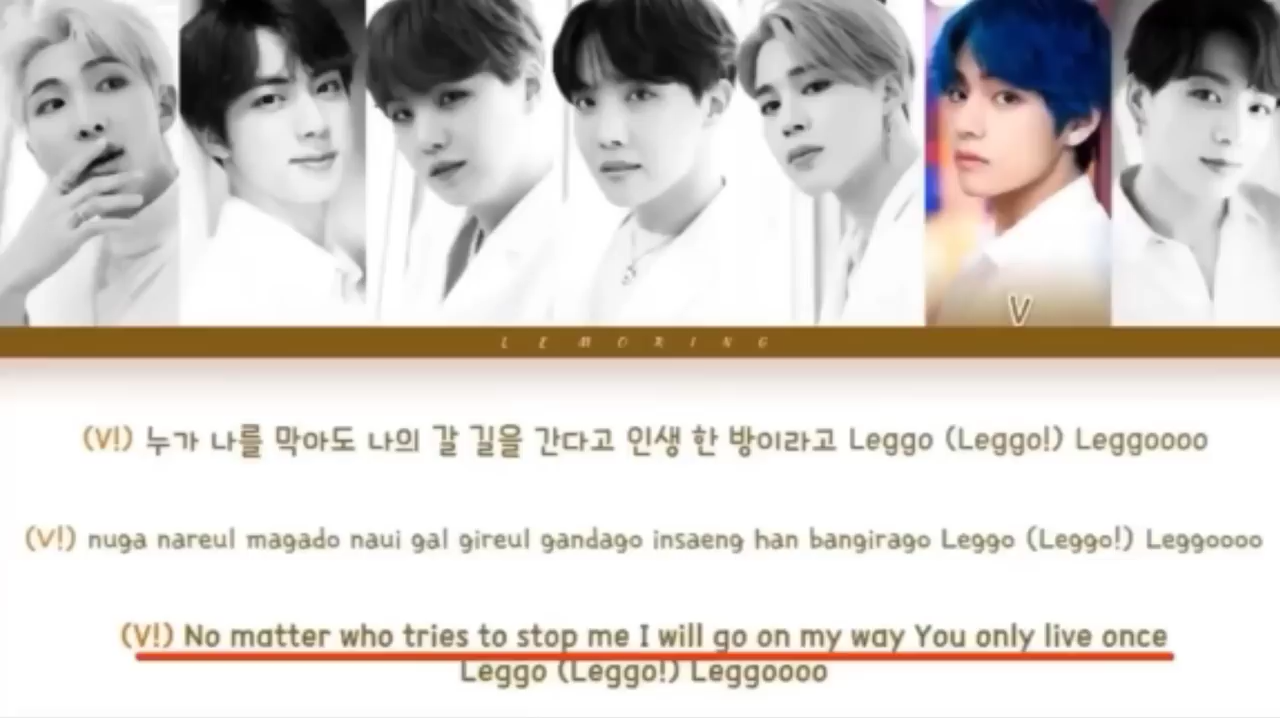 V
LEMORING
(V!) 누가 나를 막아도 나의 갈 길을 간다고 인생 한 방이라고 Leggo (Leggo!) Leggoooo
(V!) nuga nareul magado naui gal gireul gandago insaeng han bangirago Leggo (Leggo!) Leggoooo
(V!) No matter who tries to stop me I will go on my way You only live once
Leggo (Leggo!) Leggoooo